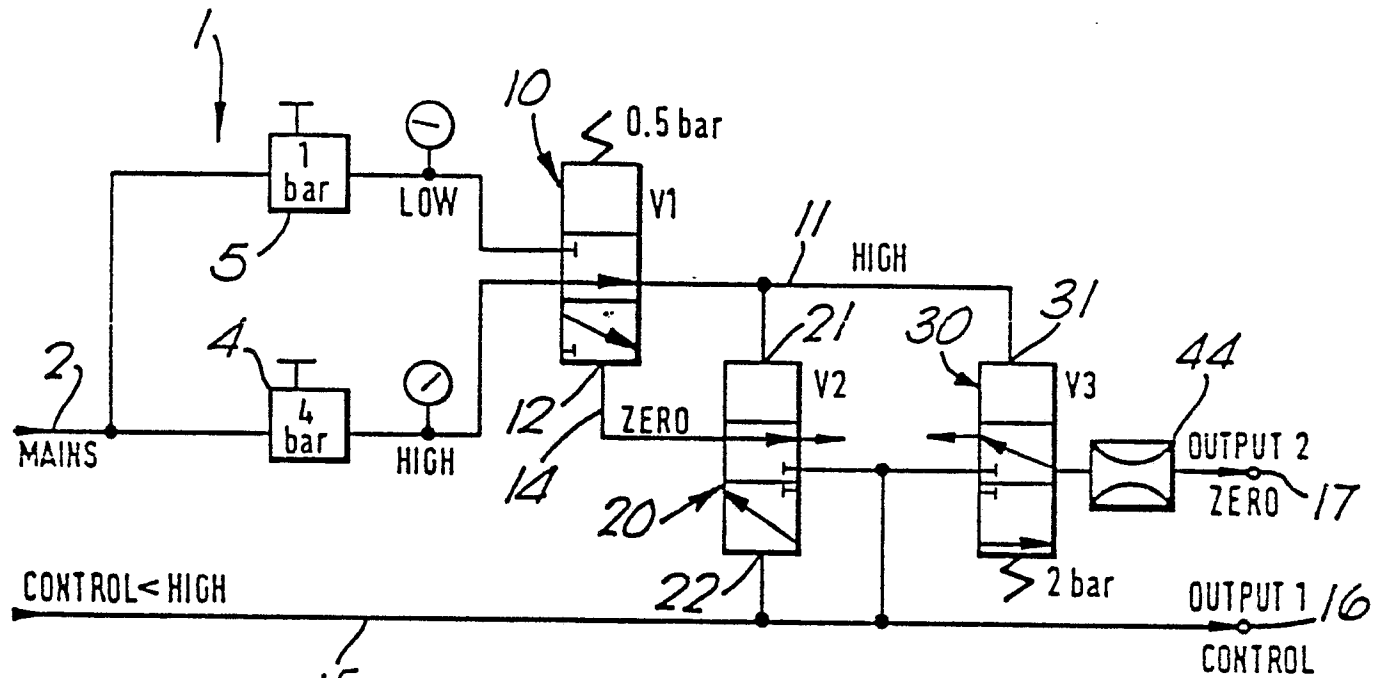 1
10
0.5 bar
1
bar
LOW
V1
5
11
HIGH
4
21
30
31
44
2
4
bar
V2
V3
MAINS
HIGH
12
ZERO
OUTPUT 2
14
ZERO
17
20
CONTROL< HIGH
22
2 bar
OUTPUT 1
16
CONTROL